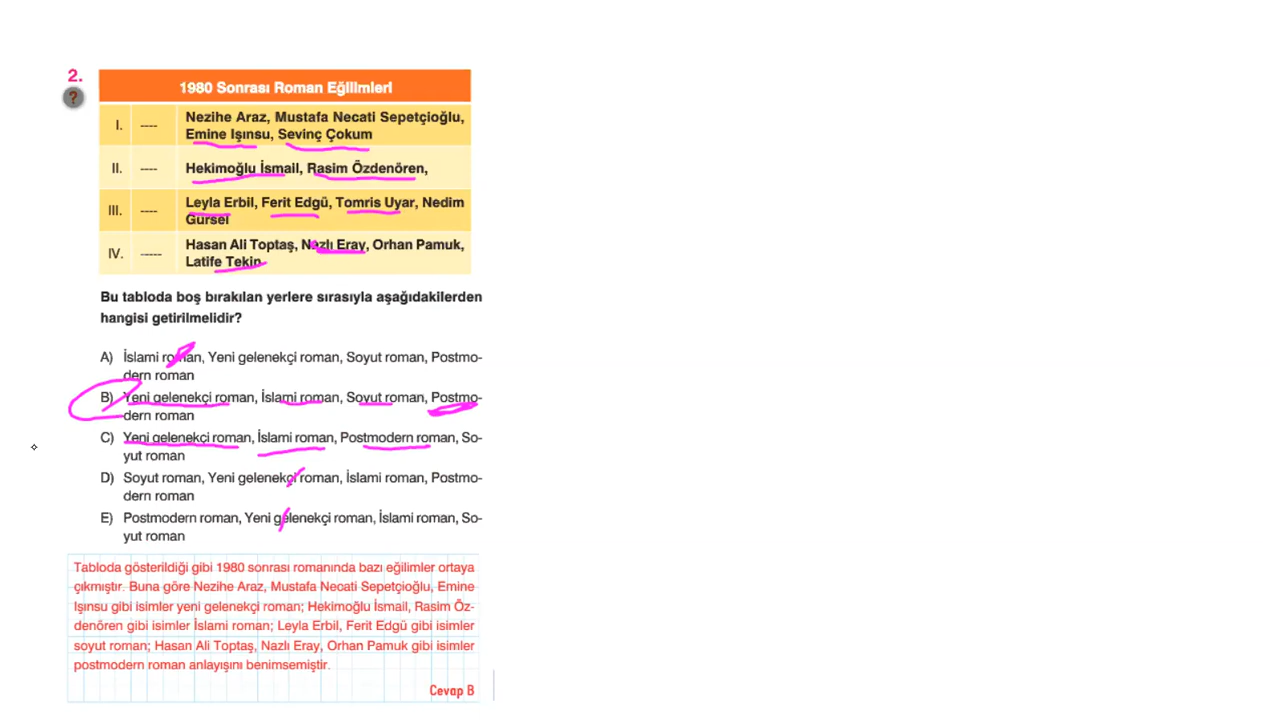 2.
?
1980 Sonrası Roman Eğilimleri
I. ---- Nezihe Araz, Mustafa Necati Sepetçioğlu,
Emine Işınsu, Sevinç Çokum
II. ---- Hekimoğlu İsmail, Rasim Özdenören,
III. ---- Leyla Erbil, Ferit Edgü, Tomris Uyar, Nedim
Gürsel
IV. ----- Hasan Ali Toptaş, Nazlı Eray, Orhan Pamuk,
Latife Tekin
Bu tabloda boş bırakılan yerlere sırasıyla aşağıdakilerden
hangisi getirilmelidir?
A) İslami roman, Yeni gelenekçi roman, Soyut roman, Postmo-
dern roman
B) Yeni gelenekçi roman, İslami roman, Soyut roman, Postmo-
dern roman
C) Yeni gelenekçi roman, İslami roman, Postmodern roman, So-
yut roman
D) Soyut roman, Yeni gelenekçi roman, İslami roman, Postmo-
dern roman
E) Postmodern roman, Yeni gelenekçi roman, İslami roman, So-
yut roman
Tabloda gösterildiği gibi 1980 sonrası romanında bazı eğilimler ortaya
çıkmıştır. Buna göre Nezihe Araz, Mustafa Necati Sepetçioğlu, Emine
Işınsu gibi isimler yeni gelenekçi roman; Hekimoğlu İsmail, Rasim Öz-
denören gibi isimler İslami roman; Leyla Erbil, Ferit Edgü gibi isimler
soyut roman; Hasan Ali Toptaş, Nazlı Eray, Orhan Pamuk gibi isimler
postmodern roman anlayışını benimsemiştir.
Cevap B